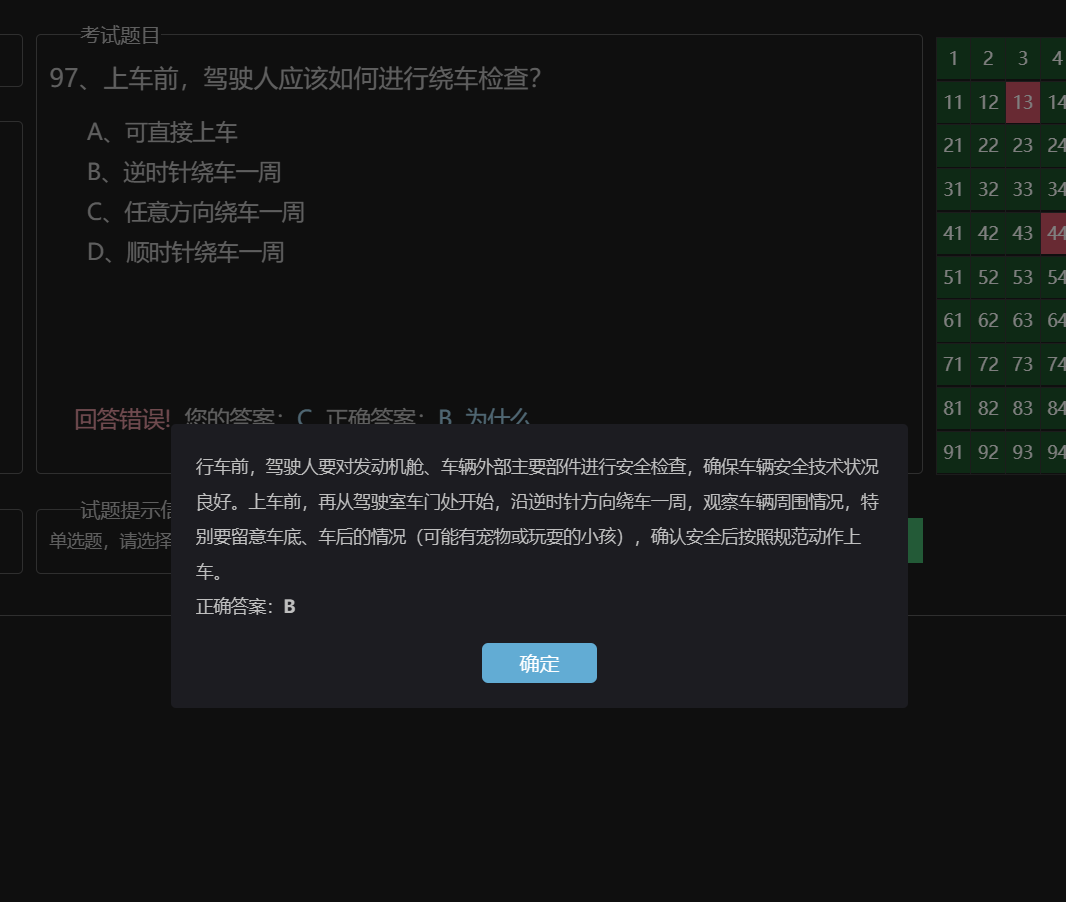 考试题目
97、上车前，驾驶人应该如何进行绕车检查?
A、可直接上车
B、逆时针绕车一周
C、任意方向绕车一周
D、顺时针绕车一周
回答错误! 您的答案：C 正确答案：B 为什么
行车前，驾驶人要对发动机舱、车辆外部主要部件进行安全检查，确保车辆安全技术状况
良好。上车前，再从驾驶室车门处开始，沿逆时针方向绕车一周，观察车辆周围情况，特
别要留意车底、车后的情况（可能有宠物或玩耍的小孩），确认安全后按照规范动作上
车。
正确答案：B
确定
试题提示信
单选题，请选择
1 2 3 4
11 12 13 14
21 22 23 24
31 32 33 34
41 42 43 44
51 52 53 54
61 62 63 64
71 72 73 74
81 82 83 84
91 92 93 94